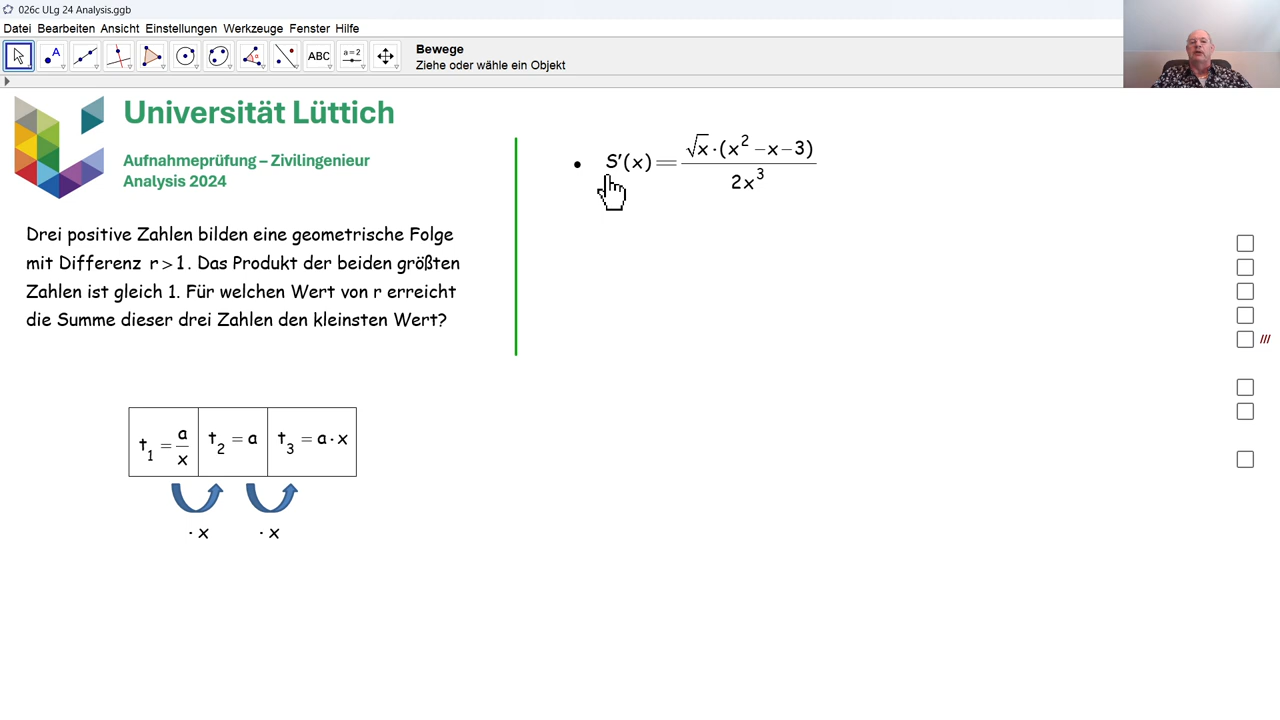 026c ULg 24 Analysis.ggb
Datei Bearbeiten Ansicht Einstellungen Werkzeuge Fenster Hilfe
A ABC a=2 Bewege
Ziehe oder wähle ein Objekt
Universität Lüttich
Aufnahmeprüfung – Zivilingenieur
Analysis 2024
Drei positive Zahlen bilden eine geometrische Folge
mit Differenz r > 1. Das Produkt der beiden größten
Zahlen ist gleich 1. Für welchen Wert von r erreicht
die Summe dieser drei Zahlen den kleinsten Wert?
t₁ = a/x t₂ = a t₃ = a · x
· x · x
• S'(x) = √x · (x² − x − 3) / 2x³
///